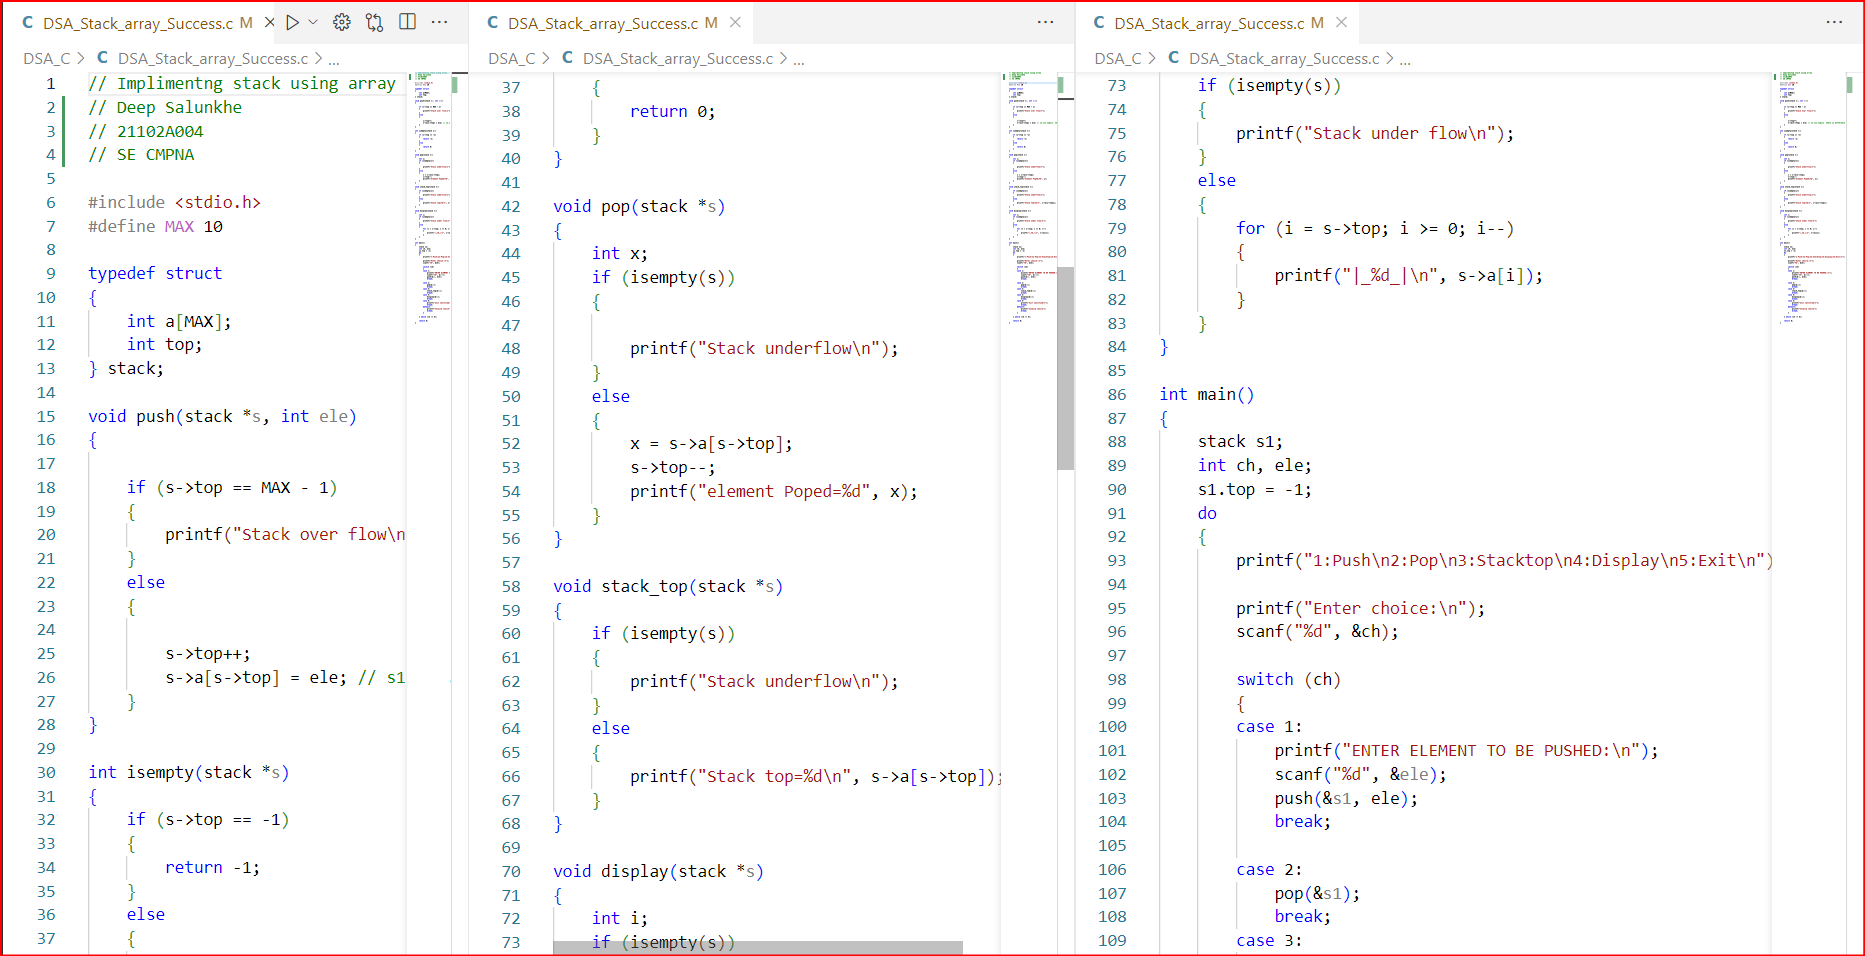 DSA_Stack_array_Success.c M
DSA_C > DSA_Stack_array_Success.c > ...
1 // Implimentng stack using array
2 // Deep Salunkhe
3 // 21102A004
4 // SE CMPNA
5
6 #include <stdio.h>
7 #define MAX 10
8
9 typedef struct
10 {
11 int a[MAX];
12 int top;
13 } stack;
14
15 void push(stack *s, int ele)
16 {
17
18 if (s->top == MAX - 1)
19 {
20 printf("Stack over flow\n
21 }
22 else
23 {
24
25 s->top++;
26 s->a[s->top] = ele; // s1
27 }
28 }
29
30 int isempty(stack *s)
31 {
32 if (s->top == -1)
33 {
34 return -1;
35 }
36 else
37 {
DSA_Stack_array_Success.c M
DSA_C > DSA_Stack_array_Success.c > ...
37 {
38 return 0;
39 }
40 }
41
42 void pop(stack *s)
43 {
44 int x;
45 if (isempty(s))
46 {
47
48 printf("Stack underflow\n");
49 }
50 else
51 {
52 x = s->a[s->top];
53 s->top--;
54 printf("element Poped=%d", x);
55 }
56 }
57
58 void stack_top(stack *s)
59 {
60 if (isempty(s))
61 {
62 printf("Stack underflow\n");
63 }
64 else
65 {
66 printf("Stack top=%d\n", s->a[s->top]);
67 }
68 }
69
70 void display(stack *s)
71 {
72 int i;
73 if (isempty(s))
DSA_Stack_array_Success.c M
DSA_C > DSA_Stack_array_Success.c > ...
73 if (isempty(s))
74 {
75 printf("Stack under flow\n");
76 }
77 else
78 {
79 for (i = s->top; i >= 0; i--)
80 {
81 printf("|_%d_|\n", s->a[i]);
82 }
83 }
84 }
85
86 int main()
87 {
88 stack s1;
89 int ch, ele;
90 s1.top = -1;
91 do
92 {
93 printf("1:Push\n2:Pop\n3:Stacktop\n4:Display\n5:Exit\n")
94
95 printf("Enter choice:\n");
96 scanf("%d", &ch);
97
98 switch (ch)
99 {
100 case 1:
101 printf("ENTER ELEMENT TO BE PUSHED:\n");
102 scanf("%d", &ele);
103 push(&s1, ele);
104 break;
105
106 case 2:
107 pop(&s1);
108 break;
109 case 3: